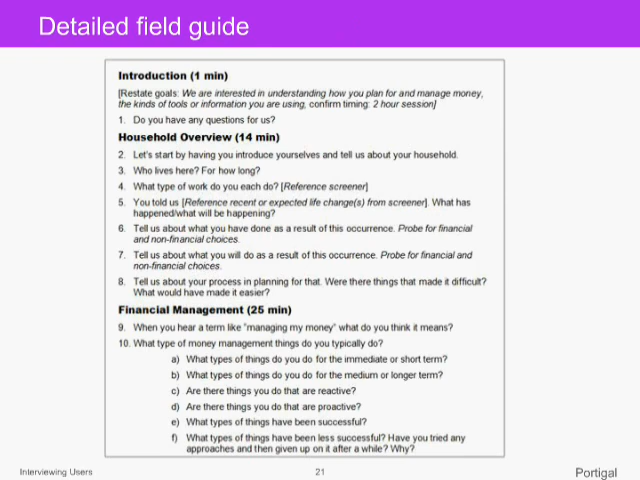 Detailed field guide
Introduction (1 min)
[Restate goals: We are interested in understanding how you plan for and manage money,
the kinds of tools or information you are using, confirm timing: 2 hour session]
1. Do you have any questions for us?
Household Overview (14 min)
2. Let's start by having you introduce yourselves and tell us about your household.
3. Who lives here? For how long?
4. What type of work do you each do? [Reference screener]
5. You told us [Reference recent or expected life change(s) from screener]. What has
happened/what will be happening?
6. Tell us about what you have done as a result of this occurrence. Probe for financial
and non-financial choices.
7. Tell us about what you will do as a result of this occurrence. Probe for financial and
non-financial choices.
8. Tell us about your process in planning for that. Were there things that made it difficult?
What would have made it easier?
Financial Management (25 min)
9. When you hear a term like "managing my money" what do you think it means?
10. What type of money management things do you typically do?
a) What types of things do you do for the immediate or short term?
b) What types of things do you do for the medium or longer term?
c) Are there things you do that are reactive?
d) Are there things you do that are proactive?
e) What types of things have been successful?
f) What types of things have been less successful? Have you tried any
approaches and then given up on it after a while? Why?
Interviewing Users
21
Portigal